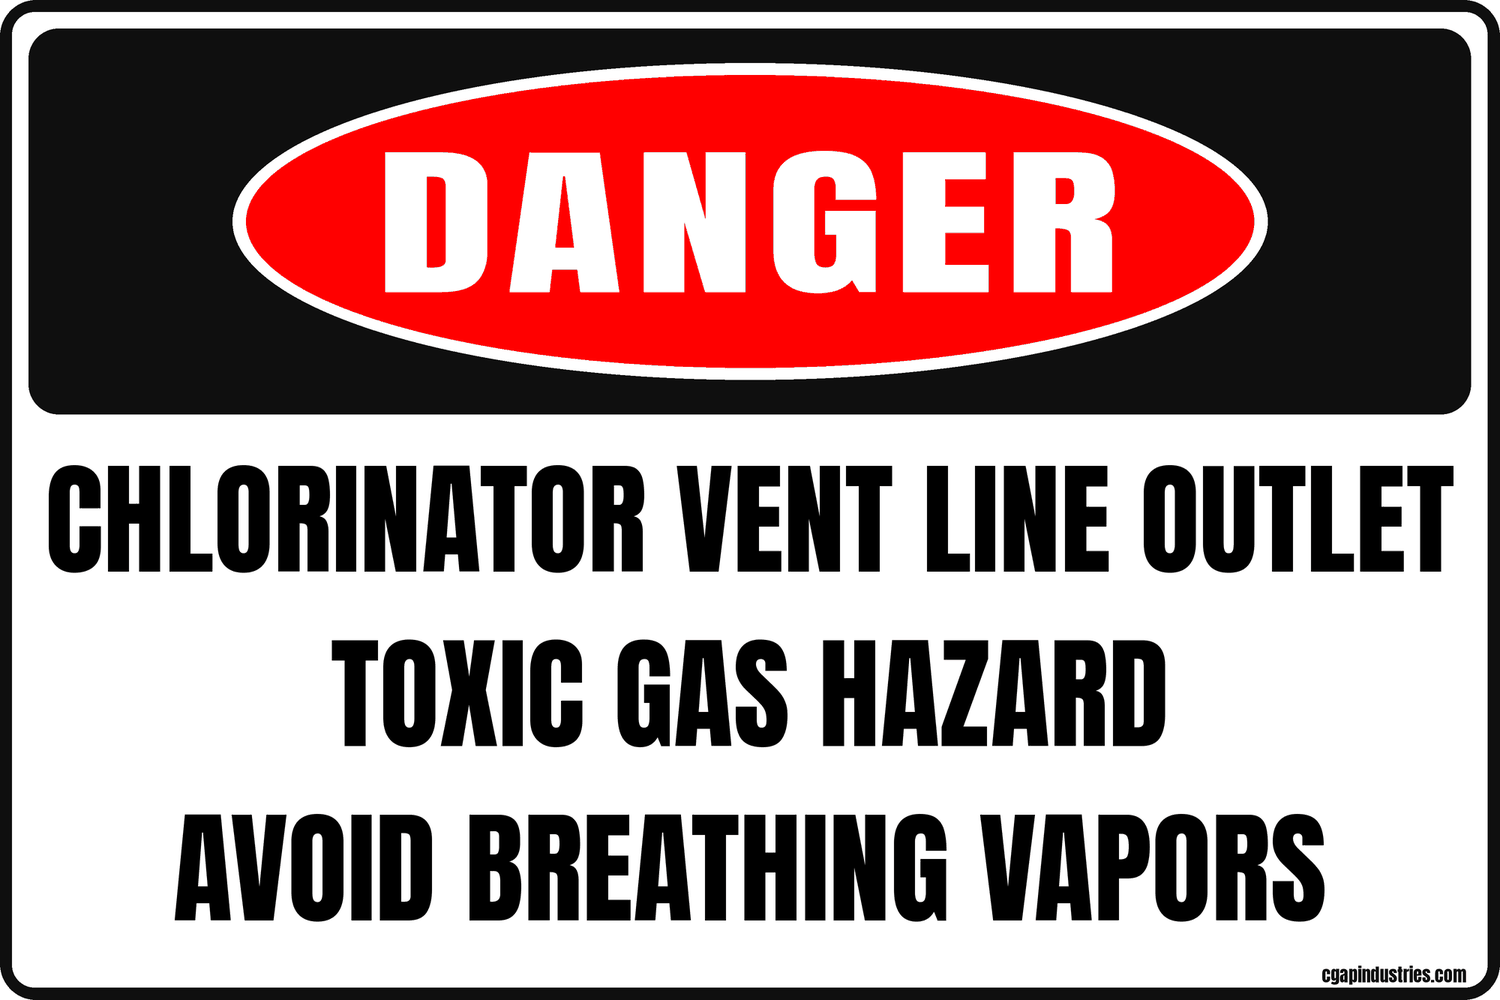 DANGER
CHLORINATOR VENT LINE OUTLET
TOXIC GAS HAZARD
AVOID BREATHING VAPORS
cgapindustries.com